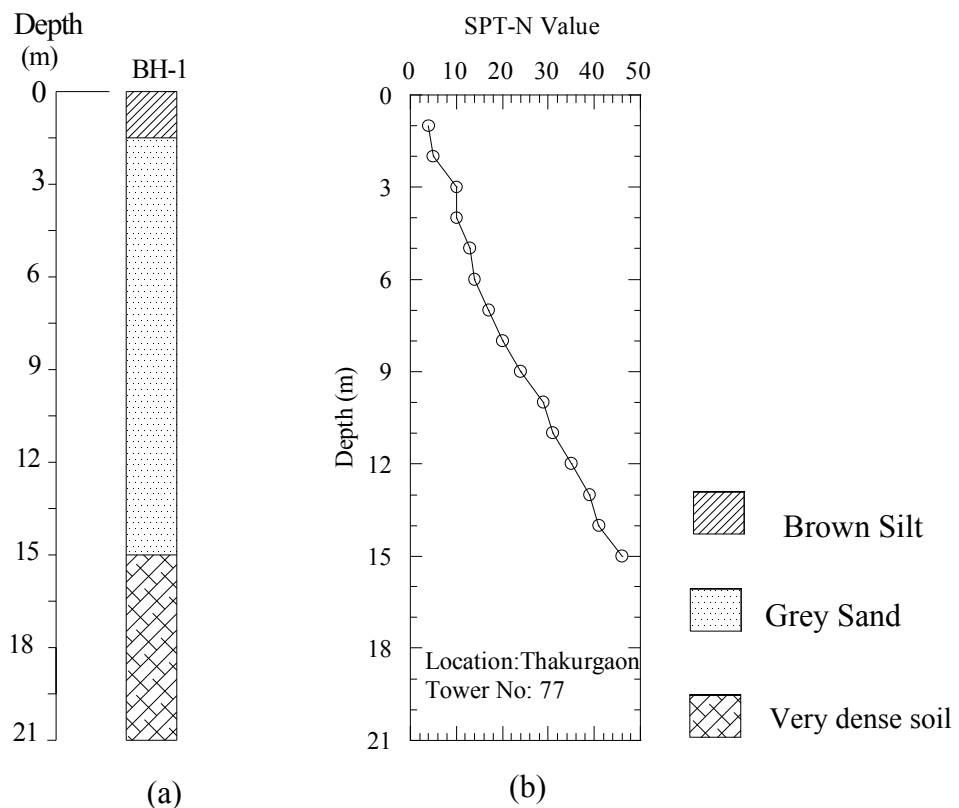 Depth
(m)
BH-1
0
3
6
9
12
15
18
21
(a)
SPT-N Value
0 10 20 30 40 50
0
3
6
9
12
15
18
21
Depth (m)
Location:Thakurgaon
Tower No: 77
(b)
Brown Silt
Grey Sand
Very dense soil